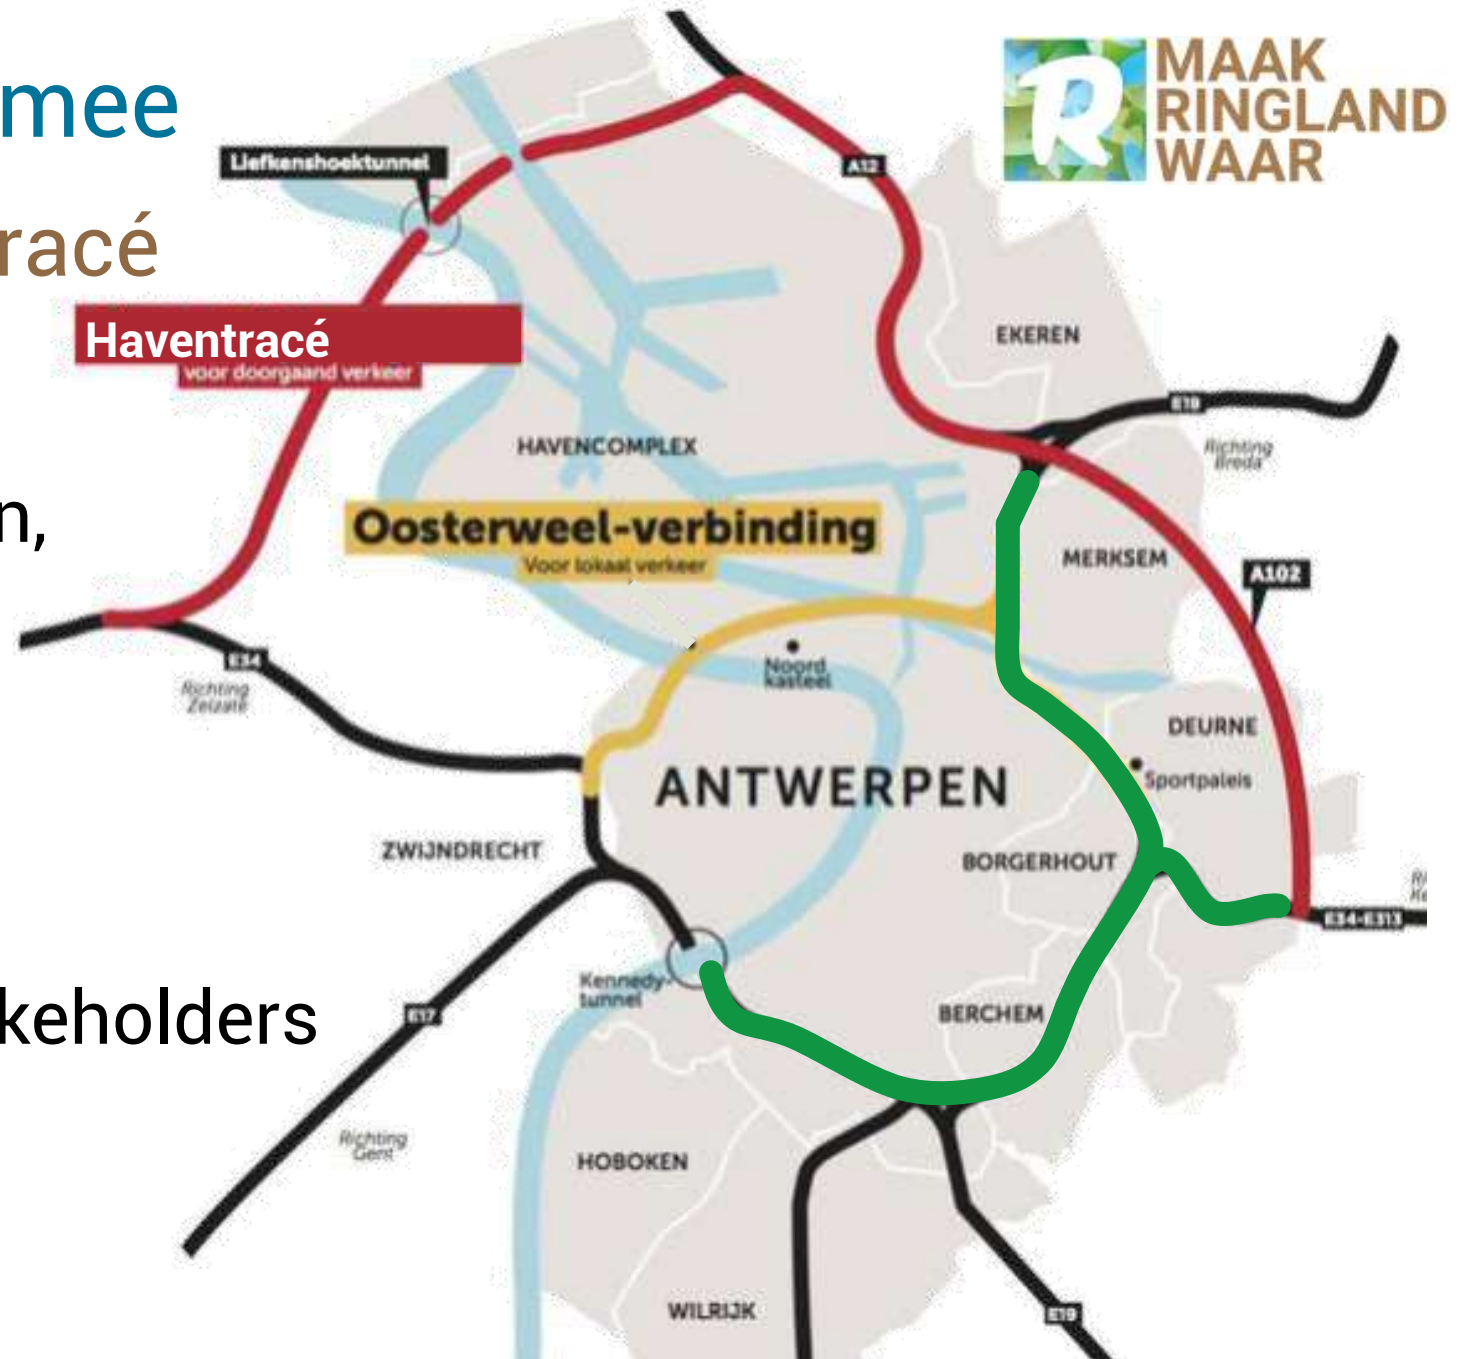 mee
MAAK
RINGLAND
WAAR
Liefkenshoektunnel
A12
racé
Haventracé
voor doorgaand verkeer
EKEREN
E19
Richting
Breda
HAVENCOMPLEX
n,
Oosterweel-verbinding
Voor lokaal verkeer
MERKSEM
A102
Noord
kasteel
E34
Richting
Zelzate
DEURNE
Sportpaleis
ANTWERPEN
ZWIJNDRECHT
BORGERHOUT
E34-E313
Kennedy-
tunnel
E17
BERCHEM
keholders
Richting
Gent
HOBOKEN
WILRIJK
E19